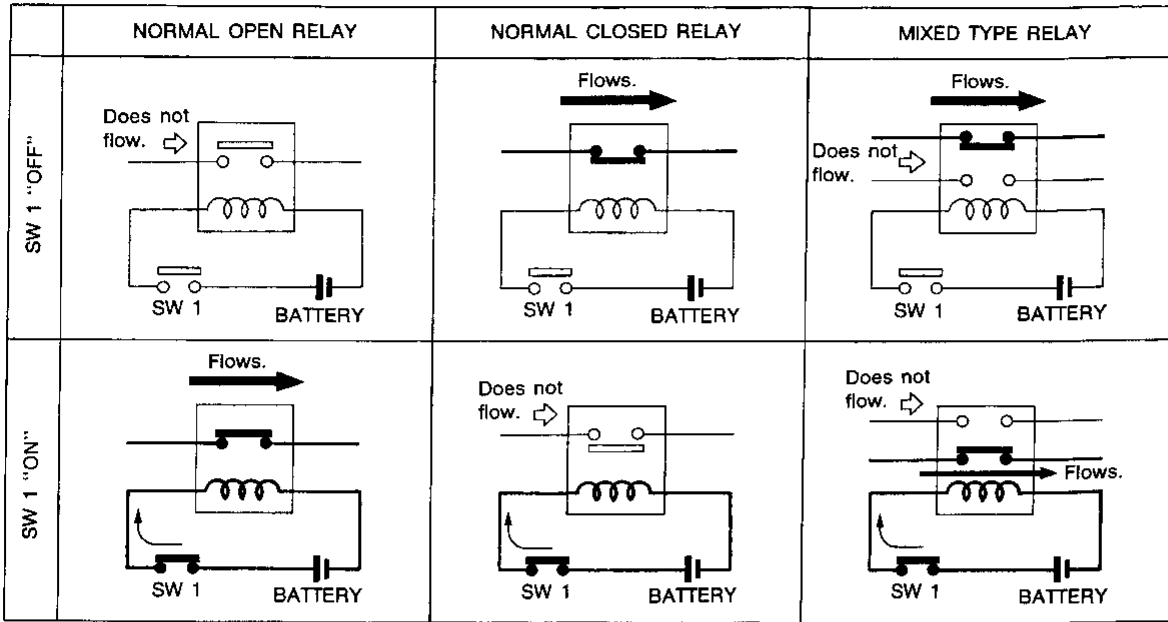 NORMAL OPEN RELAY
NORMAL CLOSED RELAY
MIXED TYPE RELAY
SW 1 "OFF"
Does not
flow.
SW 1
BATTERY
Flows.
SW 1
BATTERY
Flows.
Does not
flow.
SW 1
BATTERY
SW 1 "ON"
Flows.
SW 1
BATTERY
Does not
flow.
SW 1
BATTERY
Does not
flow.
Flows.
SW 1
BATTERY